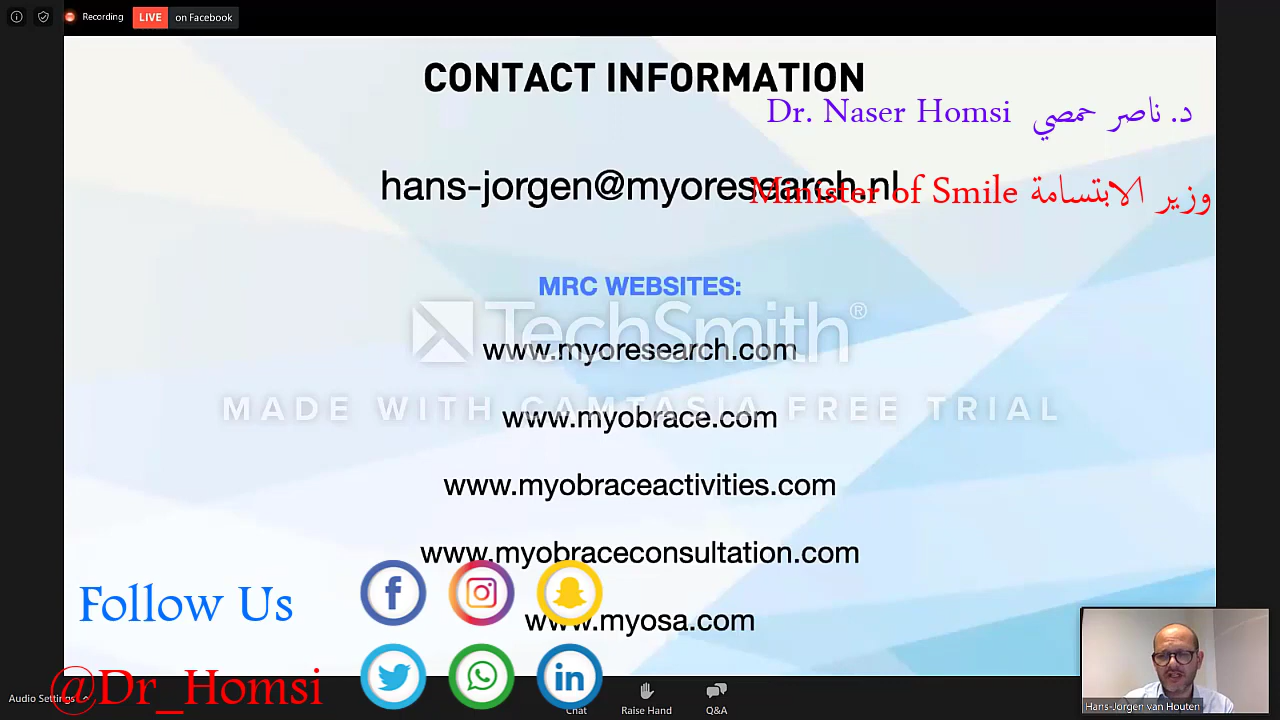 Recording LIVE on Facebook
CONTACT INFORMATION
Dr. Naser Homsi د. ناصر حمصي
hans-jorgen@myoresearch.nl
Minister of Smile وزير الابتسامة
MRC WEBSITES:
TechSmith®
www.myoresearch.com
MADE WITH CAMTASIA FREE TRIAL
www.myobrace.com
www.myobraceactivities.com
www.myobraceconsultation.com
Follow Us
www.myosa.com
@Dr_Homsi
Audio Settings
Chat
Raise Hand
Q&A
Hans-Jorgen van Houten